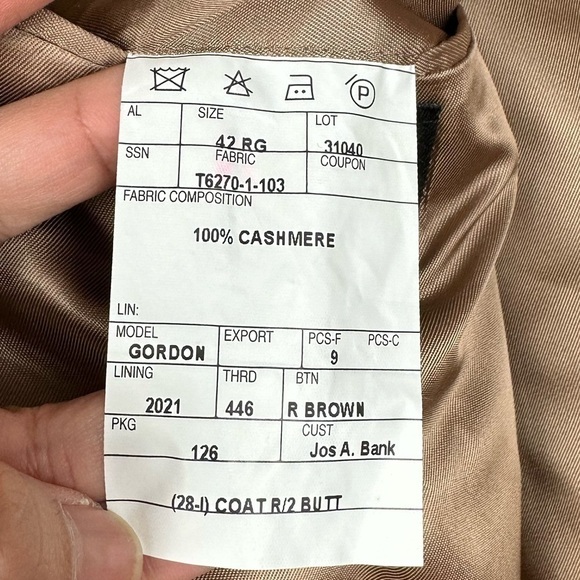 P
AL SIZE LOT
42 RG 31040
SSN FABRIC COUPON
T6270-1-103
FABRIC COMPOSITION
100% CASHMERE
LIN:
MODEL EXPORT PCS-F PCS-C
GORDON 9
LINING THRD BTN
2021 446 R BROWN
PKG CUST
126 Jos A. Bank
(28-I) COAT R/2 BUTT